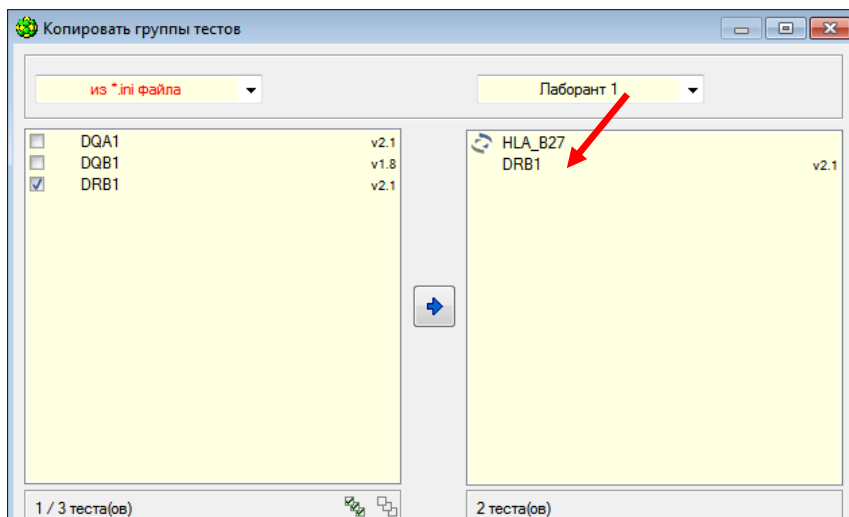 Копировать группы тестов
из *.ini файла
Лаборант 1
DQA1 v2.1
DQB1 v1.8
DRB1 v2.1
HLA_B27
DRB1 v2.1
1 / 3 теста(ов)
2 теста(ов)